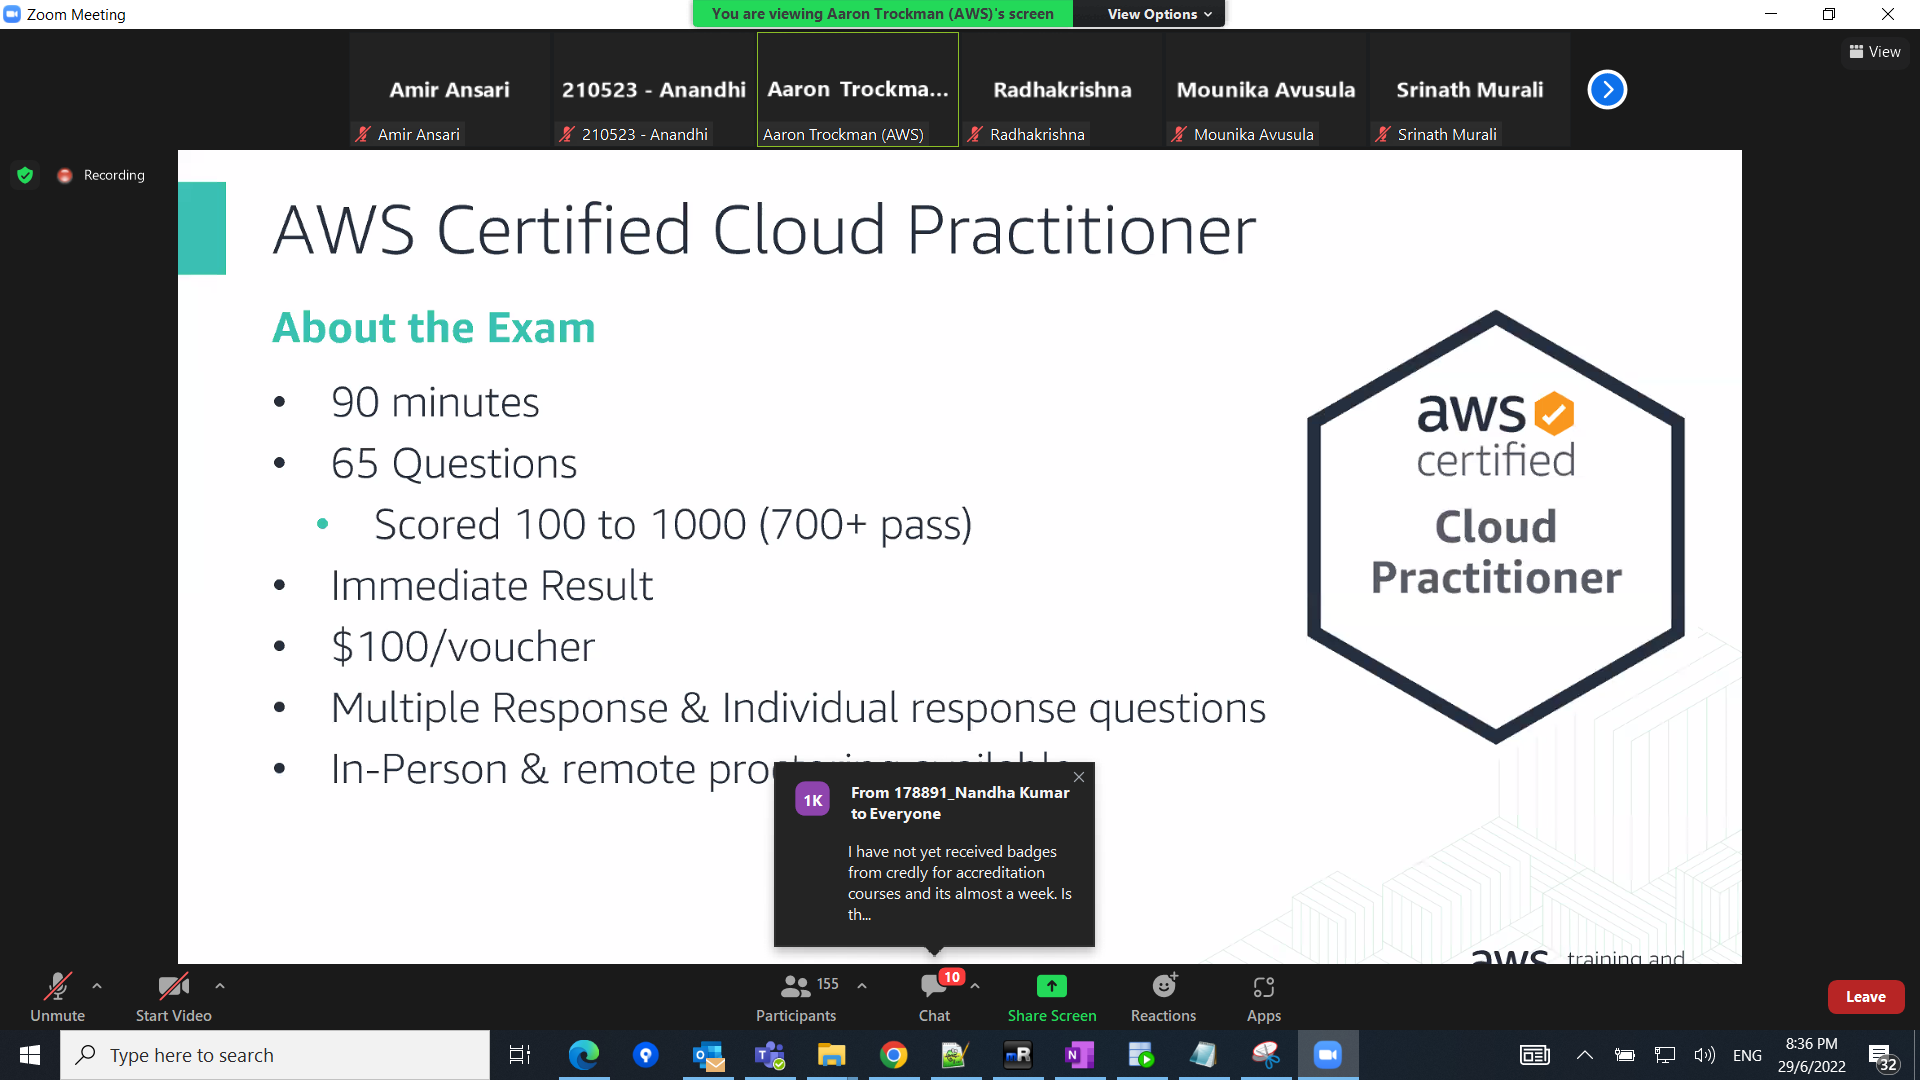 Zoom Meeting
You are viewing Aaron Trockman (AWS)'s screen
View Options
View
Amir Ansari
210523 - Anandhi
Aaron Trockma...
Radhakrishna
Mounika Avusula
Srinath Murali
Amir Ansari
210523 - Anandhi
Aaron Trockman (AWS)
Radhakrishna
Mounika Avusula
Srinath Murali
Recording
AWS Certified Cloud Practitioner
About the Exam
• 90 minutes
• 65 Questions
• Scored 100 to 1000 (700+ pass)
• Immediate Result
• $100/voucher
• Multiple Response & Individual response questions
• In-Person & remote proctoring available
aws
certified
Cloud
Practitioner
1K
From 178891_Nandha Kumar
to Everyone
I have not yet received badges
from credly for accreditation
courses and its almost a week. Is
th...
aws training and
Unmute
Start Video
155
Participants
10
Chat
Share Screen
Reactions
Apps
Leave
Type here to search
mR
ENG
8:36 PM
29/6/2022
32